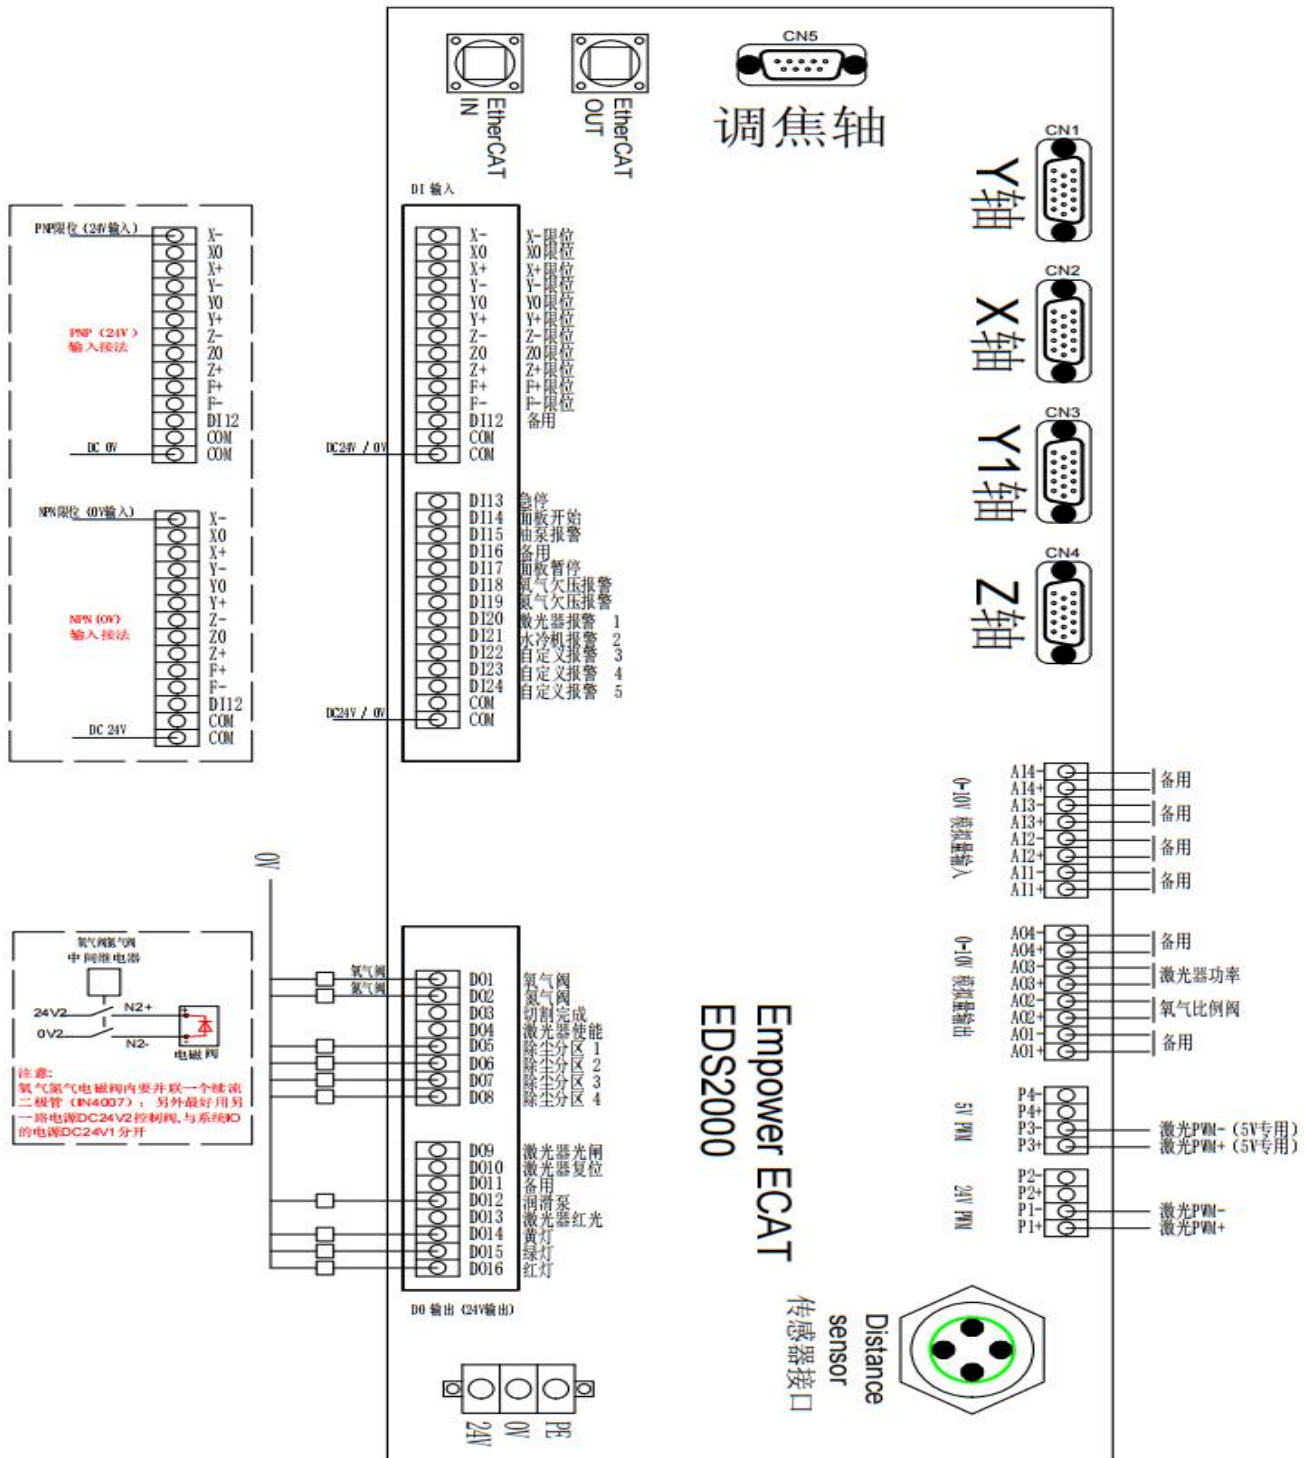 CN5
EtherCAT IN
EtherCAT OUT
调焦轴
CN1
Y轴
CN2
X轴
CN3
Y1轴
CN4
Z轴
PNP限位 (24V输入)
X-
X0
X+
Y-
Y0
Y+
Z-
Z0
Z+
F+
F-
DI12
COM
COM
PNP (24V)
输入接法
DC 0V
NPN限位 (0V输入)
X-
X0
X+
Y-
Y0
Y+
Z-
Z0
Z+
F+
F-
DI12
COM
COM
NPN (0V)
输入接法
DC 24V
DI 输入
X- X-限位
X0 X0限位
X+ X+限位
Y- Y-限位
Y0 Y0限位
Y+ Y+限位
Z- Z-限位
Z0 Z0限位
Z+ Z+限位
F+ F+限位
F- F-限位
DI12 备用
COM
DC24V / 0V COM
DI13 急停
DI14 面板开始
DI15 油泵报警
DI16 备用
DI17 面板暂停
DI18 氧气欠压报警
DI19 氮气欠压报警
DI20 激光器报警 1
DI21 水冷机报警 2
DI22 自定义报警 3
DI23 自定义报警 4
DI24 自定义报警 5
COM
DC24V / 0V COM
AI4- 备用
AI4+
AI3- 备用
AI3+
AI2- 备用
AI2+
AI1- 备用
AI1+
0-10V 模拟量输入
AO4- 备用
AO4+
AO3- 激光器功率
AO3+
AO2- 氧气比例阀
AO2+
AO1- 备用
AO1+
0-10V 模拟量输出
P4-
P4+
P3- 激光PWM- (5V专用)
P3+ 激光PWM+ (5V专用)
5V PWM
P2-
P2+
P1- 激光PWM-
P1+ 激光PWM+
24V PWM
0V
氧气阀 DO1 氧气阀
氮气阀 DO2 氮气阀
DO3 切割完成
DO4 激光器使能
DO5 除尘分区 1
DO6 除尘分区 2
DO7 除尘分区 3
DO8 除尘分区 4
DO9 激光器光闸
DO10 激光器复位
DO11 备用
DO12 润滑泵
DO13 激光器红光
DO14 黄灯
DO15 绿灯
DO16 红灯
DO 输出 (24V输出)
氧气阀氮气阀
中间继电器
24V2
N2+
0V2
N2-
电磁阀
注意:
氧气氮气电磁阀内要并联一个续流
二极管 (IN4007) ; 另外最好用另
一路电源DC24V2控制阀,与系统IO
的电源DC24V1分开
Empower ECAT
EDS2000
Distance
sensor
传感器接口
24V
0V
PE